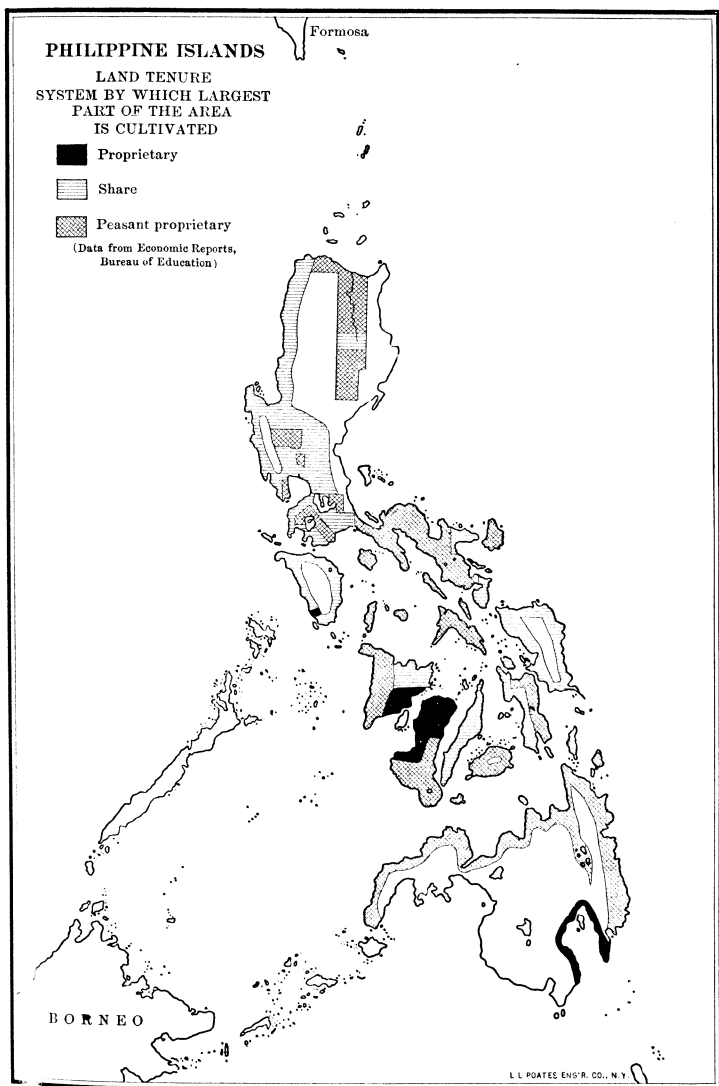 Formosa
PHILIPPINE ISLANDS
LAND TENURE
SYSTEM BY WHICH LARGEST
PART OF THE AREA
IS CULTIVATED
Proprietary
Share
Peasant proprietary
(Data from Economic Reports,
Bureau of Education)
BORNEO
L L POATES ENG'R. CO., N.Y.